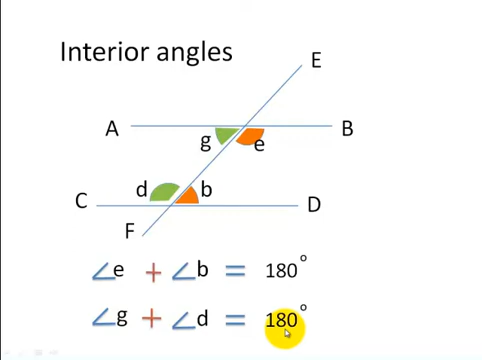 Interior angles
E
A
B
g
e
d
b
C
D
F
∠e + ∠b = 180°
∠g + ∠d = 180°